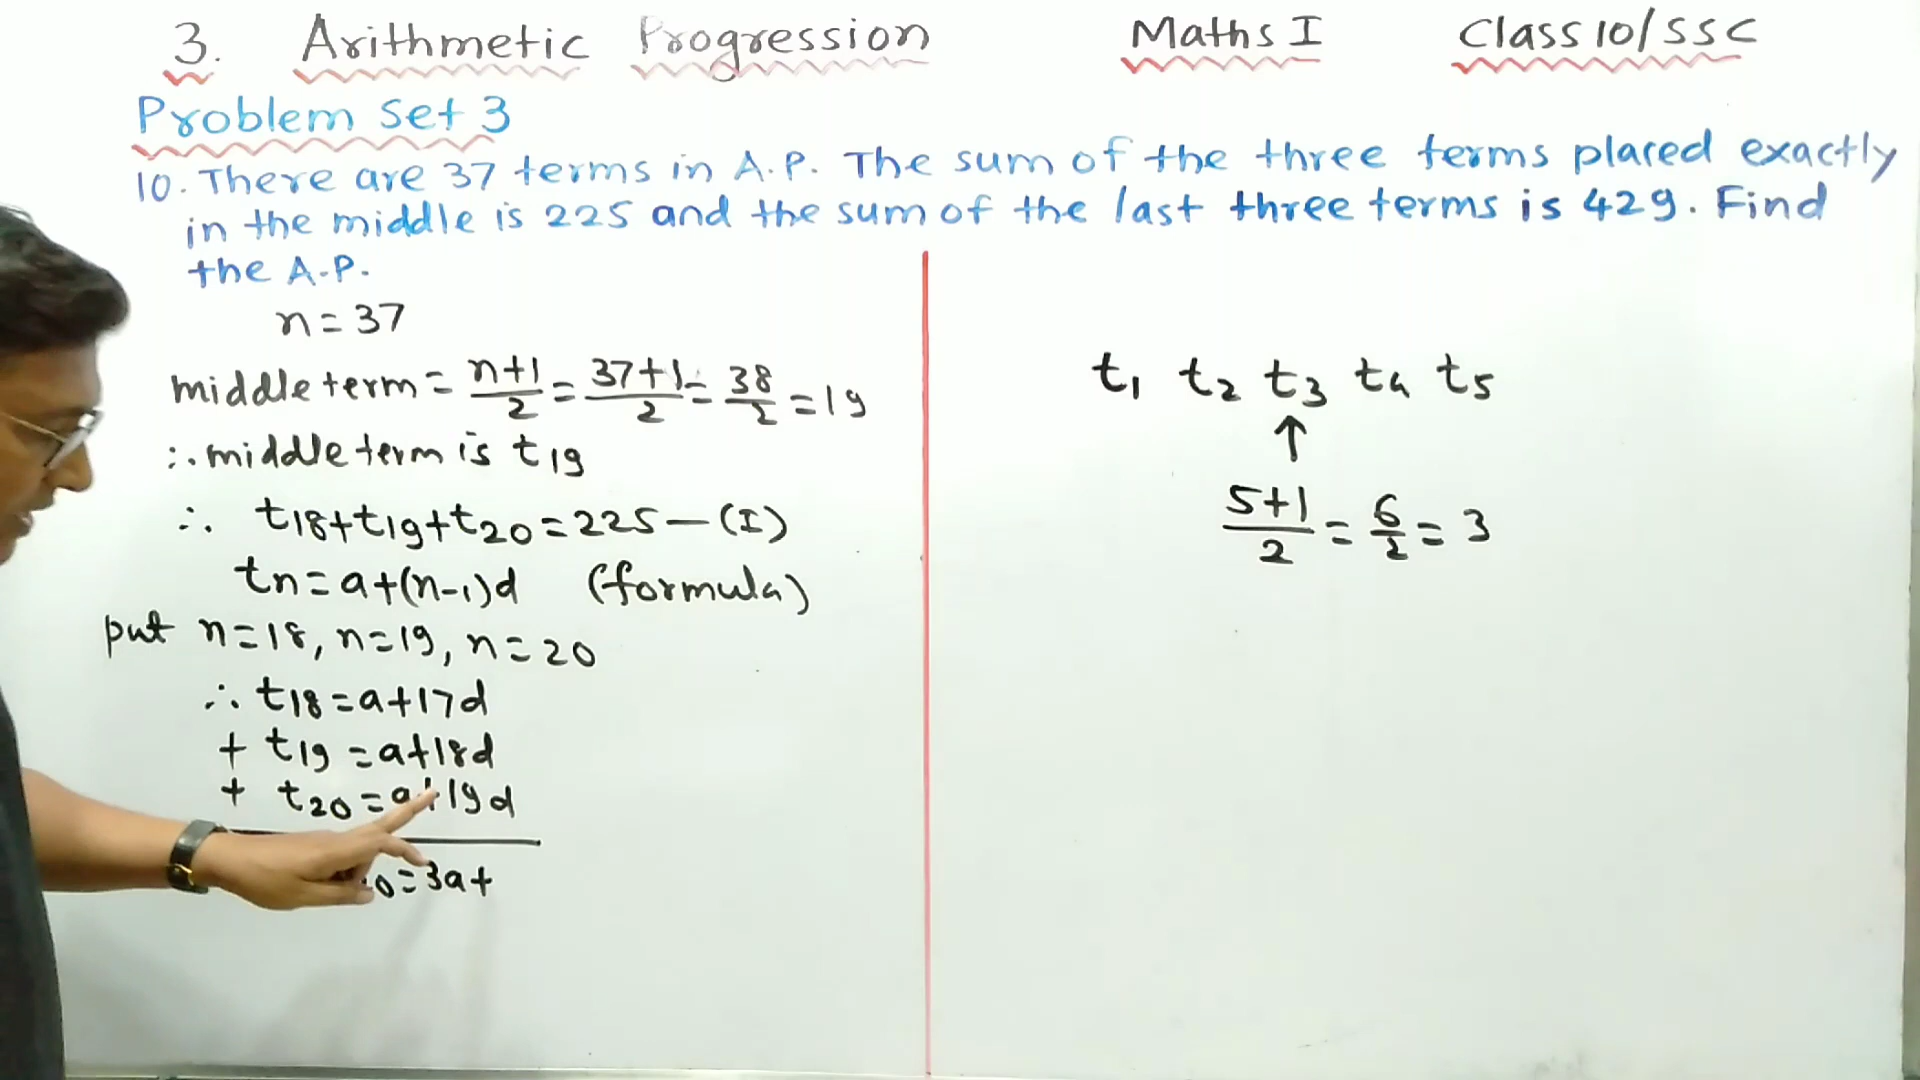 3. Arithmetic Progression Maths I Class 10/SSC
Problem Set 3
10. There are 37 terms in A.P. The sum of the three terms placed exactly
in the middle is 225 and the sum of the last three terms is 429. Find
the A.P.
n = 37
middle term = n+1/2 = 37+1/2 = 38/2 = 19
∴ middle term is t19
∴ t18+t19+t20=225 — (I)
tn=a+(n-1)d (formula)
put n=18, n=19, n=20
∴ t18=a+17d
+ t19=a+18d
+ t20=a+19d
0=3a+
t1 t2 t3 t4 t5
↑
5+1/2 = 6/2 = 3